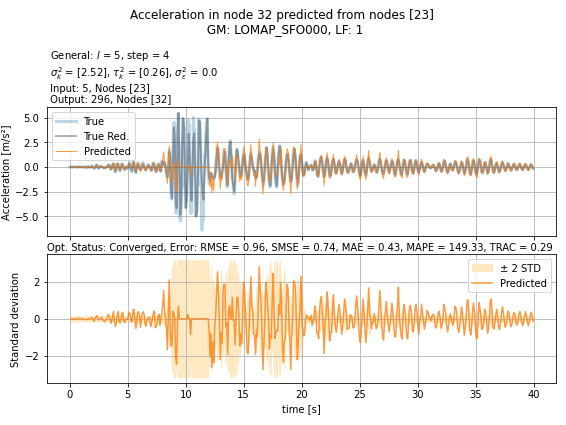 Acceleration in node 32 predicted from nodes [23]
GM: LOMAP_SFO000, LF: 1
General: l = 5, step = 4
σ²ₖ = [2.52], τ²ₖ = [0.26], σ²ε = 0.0
Input: 5, Nodes [23]
Output: 296, Nodes [32]
Acceleration [m/s²]
5.0
2.5
0.0
−2.5
−5.0
True
True Red.
Predicted
Opt. Status: Converged, Error: RMSE = 0.96, SMSE = 0.74, MAE = 0.43, MAPE = 149.33, TRAC = 0.29
Standard deviation
2
0
−2
± 2 STD
Predicted
0 5 10 15 20 25 30 35 40
time [s]